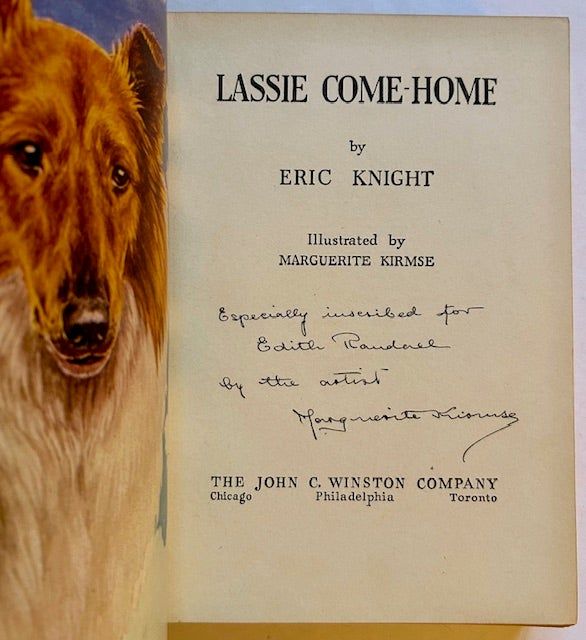 LASSIE COME-HOME
by
ERIC KNIGHT
Illustrated by
MARGUERITE KIRMSE
Especially inscribed for
Edith Randall
by the artist
Marguerite Kirmse
THE JOHN C. WINSTON COMPANY
Chicago Philadelphia Toronto